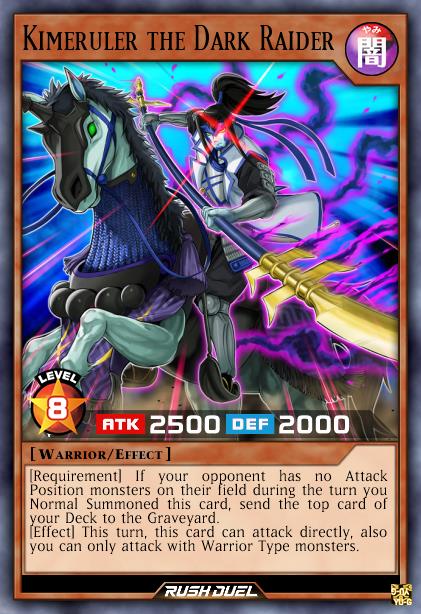 KIMERULER THE DARK RAIDER
やみ
闇
LEVEL
8
ATK 2500 DEF 2000
[WARRIOR/EFFECT]
[Requirement] If your opponent has no Attack
Position monsters on their field during the turn you
Normal Summoned this card, send the top card of
your Deck to the Graveyard.
[Effect] This turn, this card can attack directly, also
you can only attack with Warrior Type monsters.
RUSH DUEL